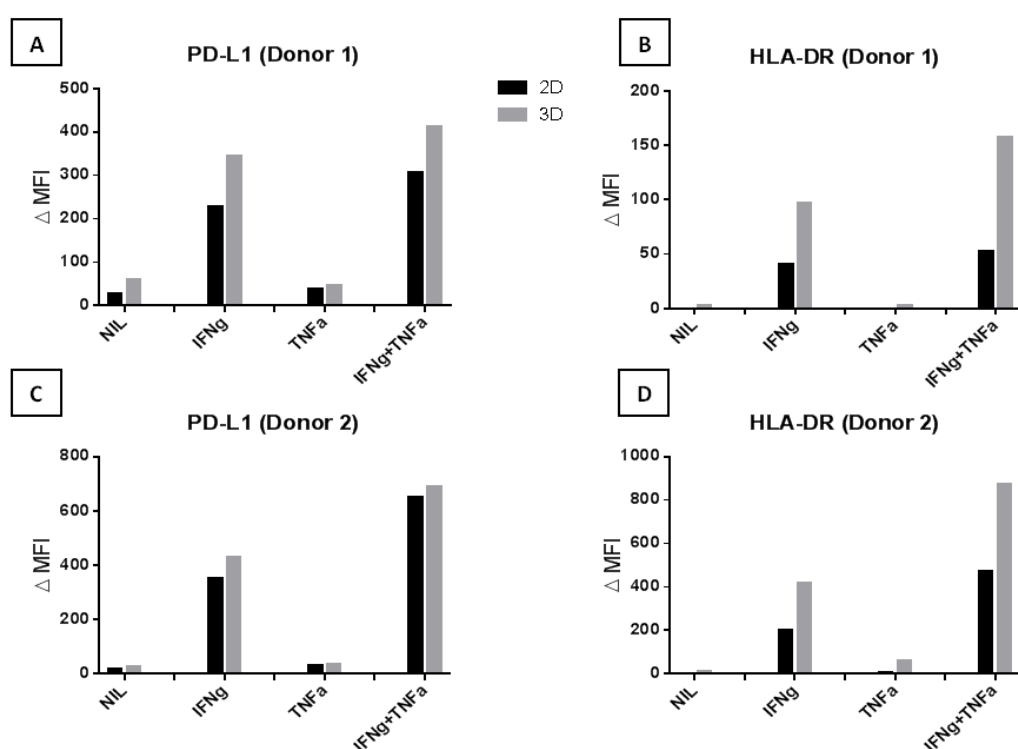 A
PD-L1 (Donor 1)
△ MFI
500
400
300
200
100
0
NIL
IFNg
TNFa
IFNg+TNFa
2D
3D
B
HLA-DR (Donor 1)
△ MFI
200
150
100
50
0
NIL
IFNg
TNFa
IFNg+TNFa
C
PD-L1 (Donor 2)
△ MFI
800
600
400
200
0
NIL
IFNg
TNFa
IFNg+TNFa
D
HLA-DR (Donor 2)
△ MFI
1000
800
600
400
200
0
NIL
IFNg
TNFa
IFNg+TNFa